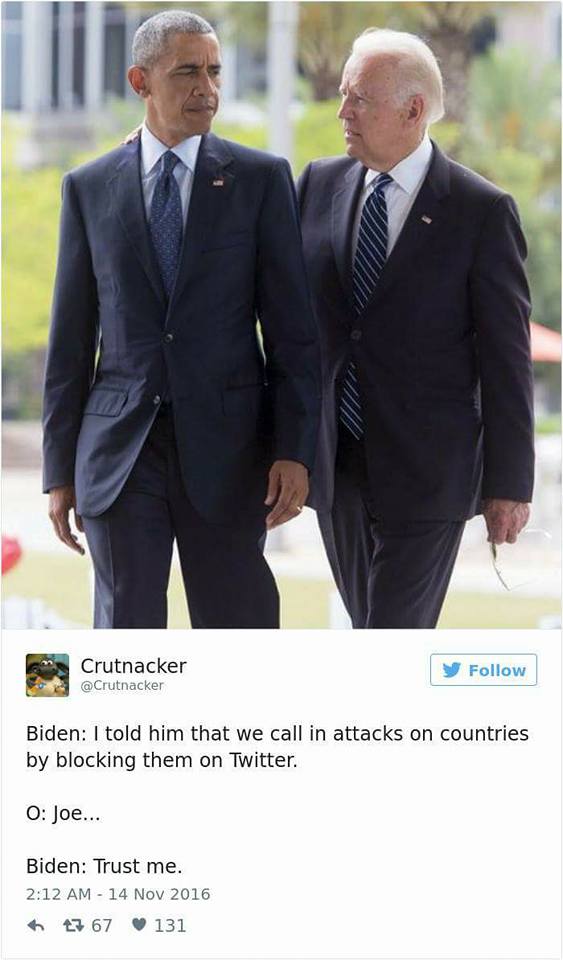 Crutnacker
@Crutnacker
Follow
Biden: I told him that we call in attacks on countries
by blocking them on Twitter.
O: Joe...
Biden: Trust me.
2:12 AM - 14 Nov 2016
67 131